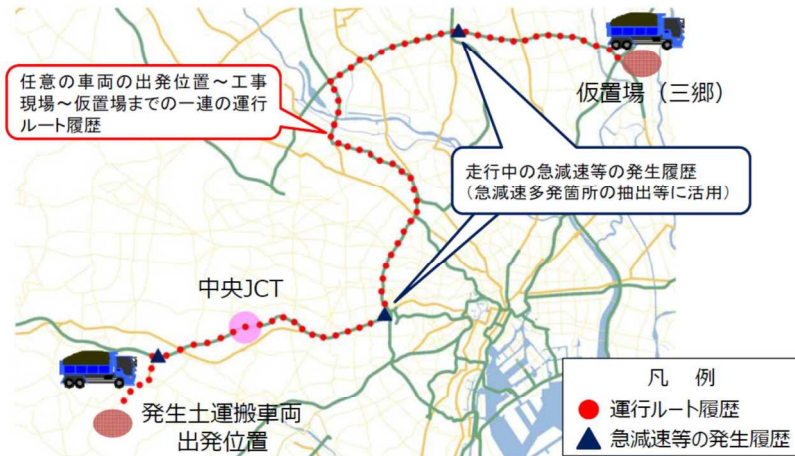 任意の車両の出発位置～工事
現場～仮置場までの一連の運行
ルート履歴
仮置場（三郷）
走行中の急減速等の発生履歴
（急減速多発箇所の抽出等に活用）
中央JCT
発生土運搬車両
出発位置
凡　例
運行ルート履歴
急減速等の発生履歴